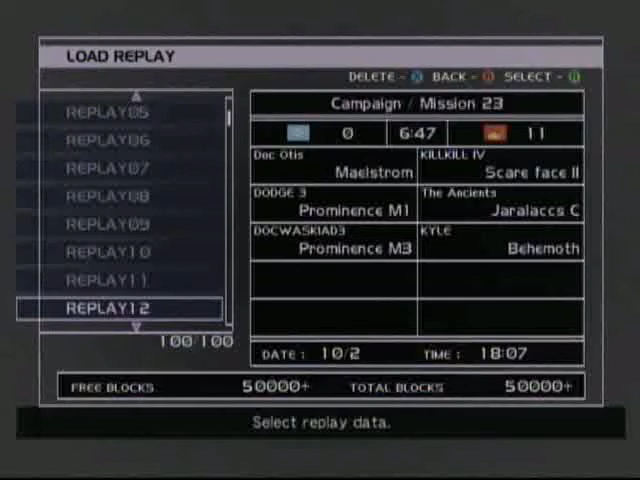 LOAD REPLAY
DELETE - X BACK - B SELECT - A
REPLAY05
REPLAY06
REPLAY07
REPLAY08
REPLAY09
REPLAY10
REPLAY11
REPLAY12
100/100
Campaign / Mission 23
0 6:47 11
Doc Otis KILLKILL IV
Maelstrom Scare face II
DODGE 3 The Ancients
Prominence M1 Jaralaccs C
DOCWASKIAD3 KYLE
Prominence M3 Behemoth
DATE : 10/2 TIME : 18:07
FREE BLOCKS 50000+ TOTAL BLOCKS 50000+
Select replay data.